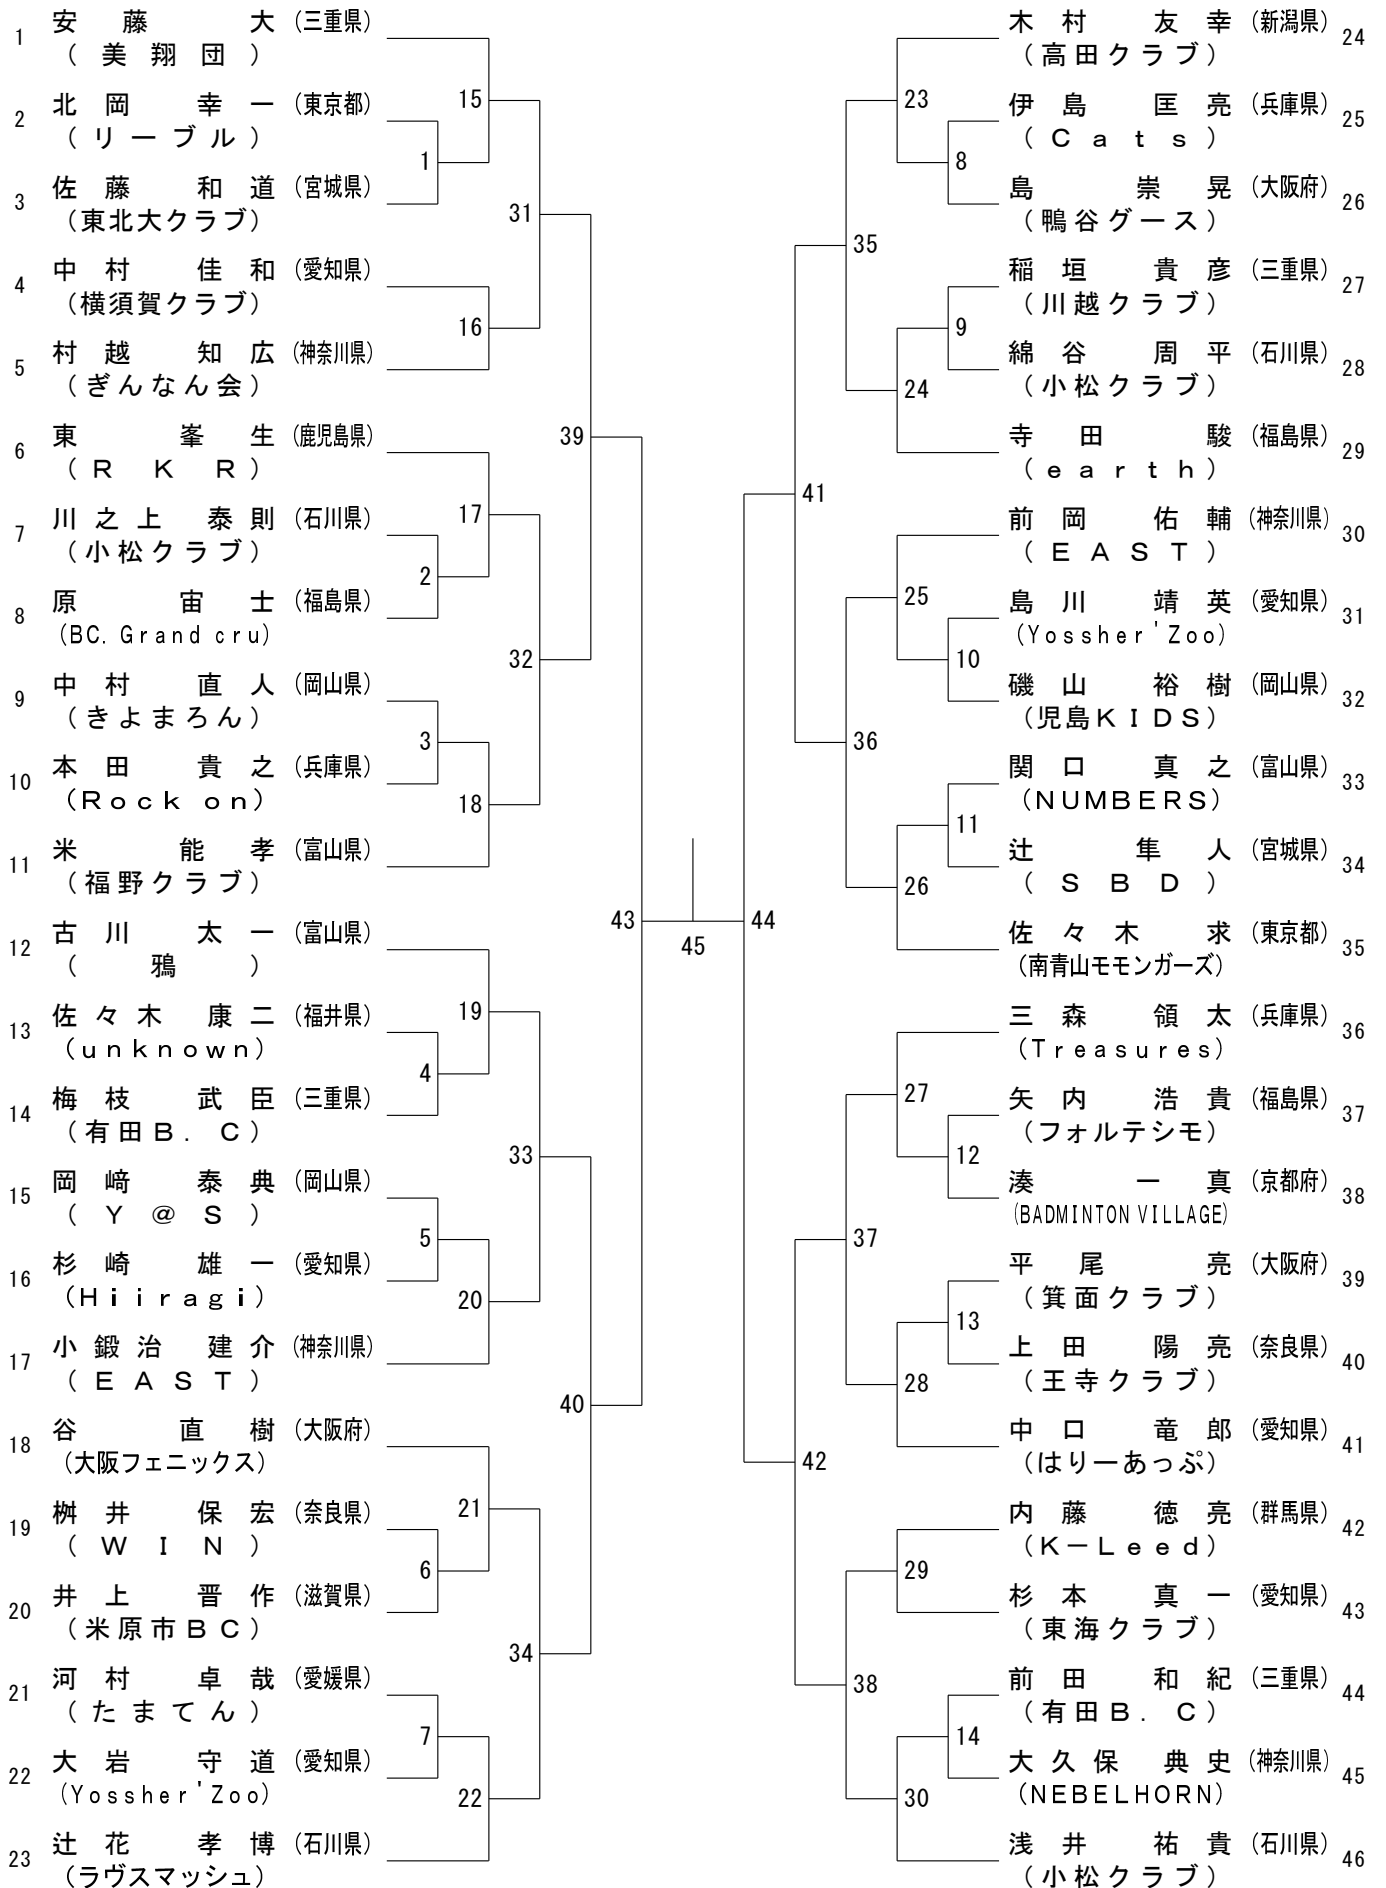 1 安藤 大 (三重県)
(美翔団)
2 北岡 幸一 (東京都)
(リーブル)
3 佐藤 和道 (宮城県)
(東北大クラブ)
4 中村 佳和 (愛知県)
(横須賀クラブ)
5 村越 知広 (神奈川県)
(ぎんなん会)
6 東 峯生 (鹿児島県)
(RKR)
7 川之上 泰則 (石川県)
(小松クラブ)
8 原 宙士 (福島県)
(BC. Grand cru)
9 中村 直人 (岡山県)
(きよまろん)
10 本田 貴之 (兵庫県)
(Rock on)
11 米 能孝 (富山県)
(福野クラブ)
12 古川 太一 (富山県)
(鴉)
13 佐々木 康二 (福井県)
(unknown)
14 梅枝 武臣 (三重県)
(有田B.C)
15 岡﨑 泰典 (岡山県)
(Y@S)
16 杉崎 雄一 (愛知県)
(Hiiragi)
17 小鍛治 建介 (神奈川県)
(EAST)
18 谷 直樹 (大阪府)
(大阪フェニックス)
19 桝井 保宏 (奈良県)
(WIN)
20 井上 晋作 (滋賀県)
(米原市BC)
21 河村 卓哉 (愛媛県)
(たまてん)
22 大岩 守道 (愛知県)
(Yossher'Zoo)
23 辻花 孝博 (石川県)
(ラヴスマッシュ)
1
2
3
4
5
6
7
15
16
17
18
19
20
21
22
31
32
33
34
39
40
43
45
44
41
42
35
36
37
38
23
24
25
26
27
28
29
30
8
9
10
11
12
13
14
木村 友幸 (新潟県) 24
(高田クラブ)
伊島 匡亮 (兵庫県) 25
(Cats)
島 崇晃 (大阪府) 26
(鴨谷グース)
稲垣 貴彦 (三重県) 27
(川越クラブ)
綿谷 周平 (石川県) 28
(小松クラブ)
寺田 駿 (福島県) 29
(earth)
前岡 佑輔 (神奈川県) 30
(EAST)
島川 靖英 (愛知県) 31
(Yossher'Zoo)
磯山 裕樹 (岡山県) 32
(児島KIDS)
関口 真之 (富山県) 33
(NUMBERS)
辻 隼人 (宮城県) 34
(SBD)
佐々木 求 (東京都) 35
(南青山モモンガーズ)
三森 領太 (兵庫県) 36
(Treasures)
矢内 浩貴 (福島県) 37
(フォルテシモ)
湊 一真 (京都府) 38
(BADMINTON VILLAGE)
平尾 亮 (大阪府) 39
(箕面クラブ)
上田 陽亮 (奈良県) 40
(王寺クラブ)
中口 竜郎 (愛知県) 41
(はりーあっぷ)
内藤 徳亮 (群馬県) 42
(K-Leed)
杉本 真一 (愛知県) 43
(東海クラブ)
前田 和紀 (三重県) 44
(有田B.C)
大久保 典史 (神奈川県) 45
(NEBELHORN)
浅井 祐貴 (石川県) 46
(小松クラブ)